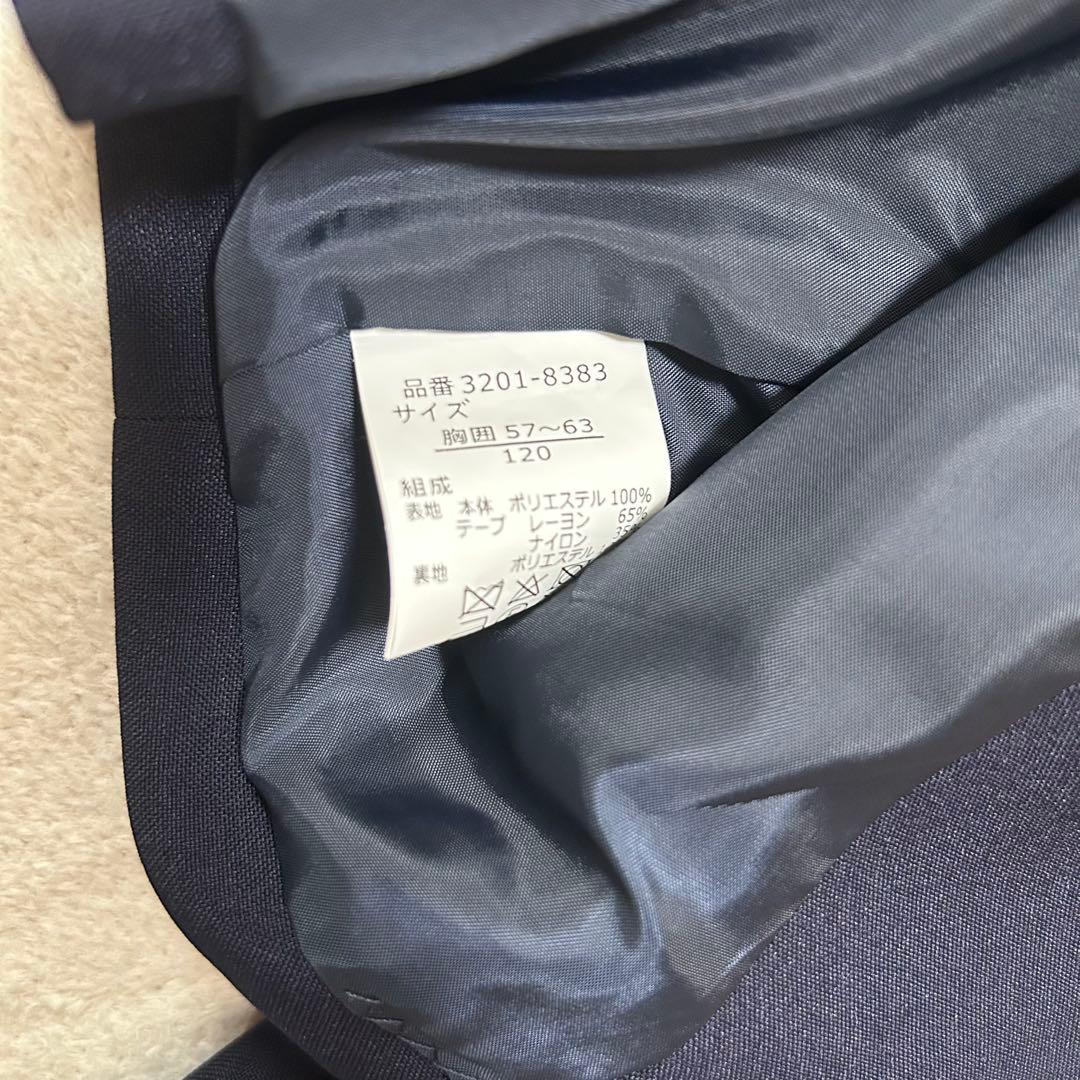 品番 3201-8383
サイズ
胸囲 57～63
120
組成
表地 本体 ポリエステル 100%
テープ レーヨン 65%
ナイロン
裏地 ポリエステル